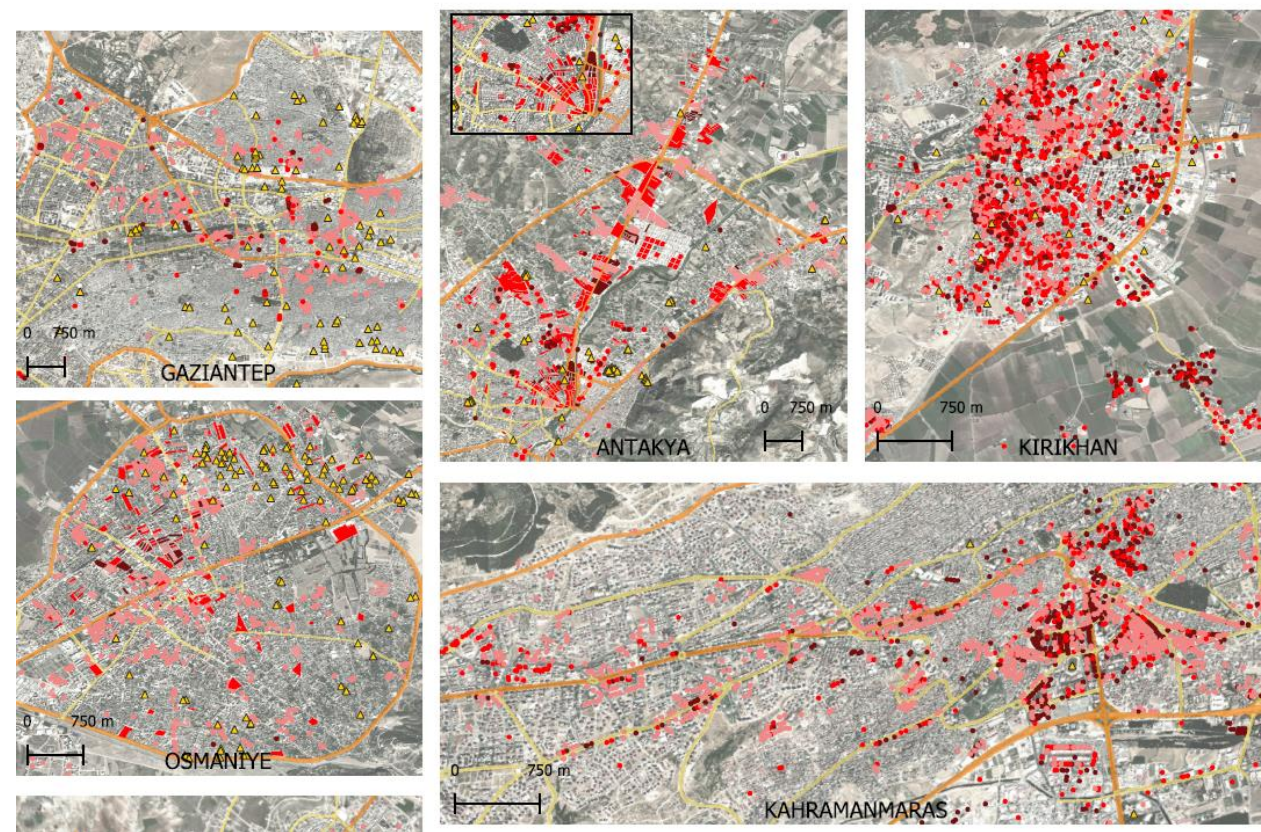 0 750 m
GAZIANTEP
0 750 m
ANTAKYA
0 750 m
KIRIKHAN
0 750 m
OSMANIYE
0 750 m
KAHRAMANMARAS